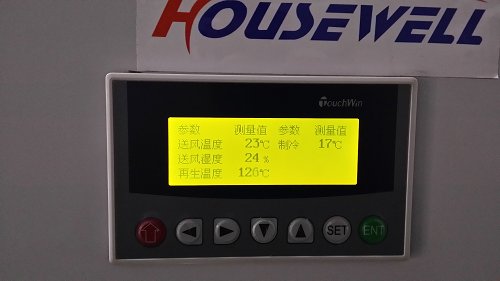 HOUSEWELL
TouchWin
参数 测量值 参数 测量值
送风温度 23℃ 制冷 17℃
送风湿度 24 %
再生温度 126℃
SET ENT